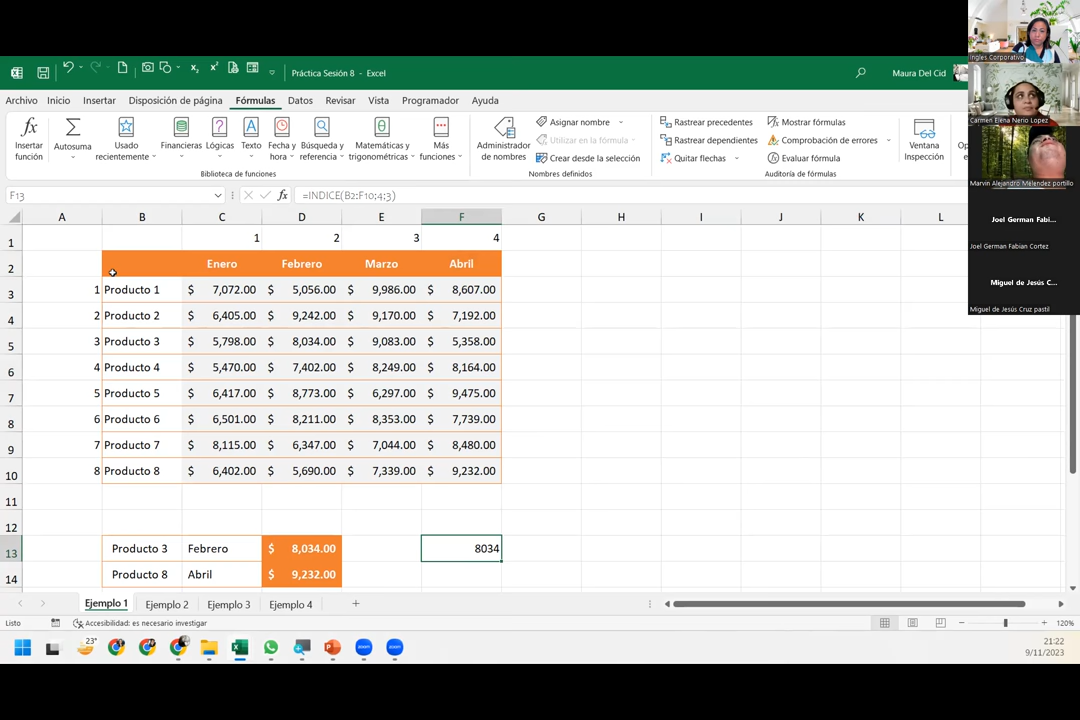 Práctica Sesión 8 - Excel
Maura Del Cid
Archivo Inicio Insertar Disposición de página Fórmulas Datos Revisar Vista Programador Ayuda
Insertar función
Autosuma
Usado recientemente
Financieras
Lógicas
Texto
Fecha y hora
Búsqueda y referencia
Matemáticas y trigonométricas
Más funciones
Biblioteca de funciones
Administrador de nombres
Asignar nombre
Utilizar en la fórmula
Crear desde la selección
Nombres definidos
Rastrear precedentes
Rastrear dependientes
Quitar flechas
Mostrar fórmulas
Comprobación de errores
Evaluar fórmula
Auditoría de fórmulas
Ventana Inspección
F13 fx =INDICE(B2:F10;4;3)
A B C D E F G H I J K L
1 1 2 3 4
2 Enero Febrero Marzo Abril
3 1 Producto 1 $ 7,072.00 $ 5,056.00 $ 9,986.00 $ 8,607.00
4 2 Producto 2 $ 6,405.00 $ 9,242.00 $ 9,170.00 $ 7,192.00
5 3 Producto 3 $ 5,798.00 $ 8,034.00 $ 9,083.00 $ 5,358.00
6 4 Producto 4 $ 5,470.00 $ 7,402.00 $ 8,249.00 $ 8,164.00
7 5 Producto 5 $ 6,417.00 $ 8,773.00 $ 6,297.00 $ 9,475.00
8 6 Producto 6 $ 6,501.00 $ 8,211.00 $ 8,353.00 $ 7,739.00
9 7 Producto 7 $ 8,115.00 $ 6,347.00 $ 7,044.00 $ 8,480.00
10 8 Producto 8 $ 6,402.00 $ 5,690.00 $ 7,339.00 $ 9,232.00
11
12
13 Producto 3 Febrero $ 8,034.00 8034
14 Producto 8 Abril $ 9,232.00
Ejemplo 1 Ejemplo 2 Ejemplo 3 Ejemplo 4
Listo Accesibilidad: es necesario investigar 120%
23°
21:22
9/11/2023
Ingles Corporativo
Carmen Elena Nerio Lopez
Marvin Alejandro Melendez portillo
Joel German Fabi...
Joel German Fabian Cortez
Miguel de Jesús C...
Miguel de Jesús Cruz pastil